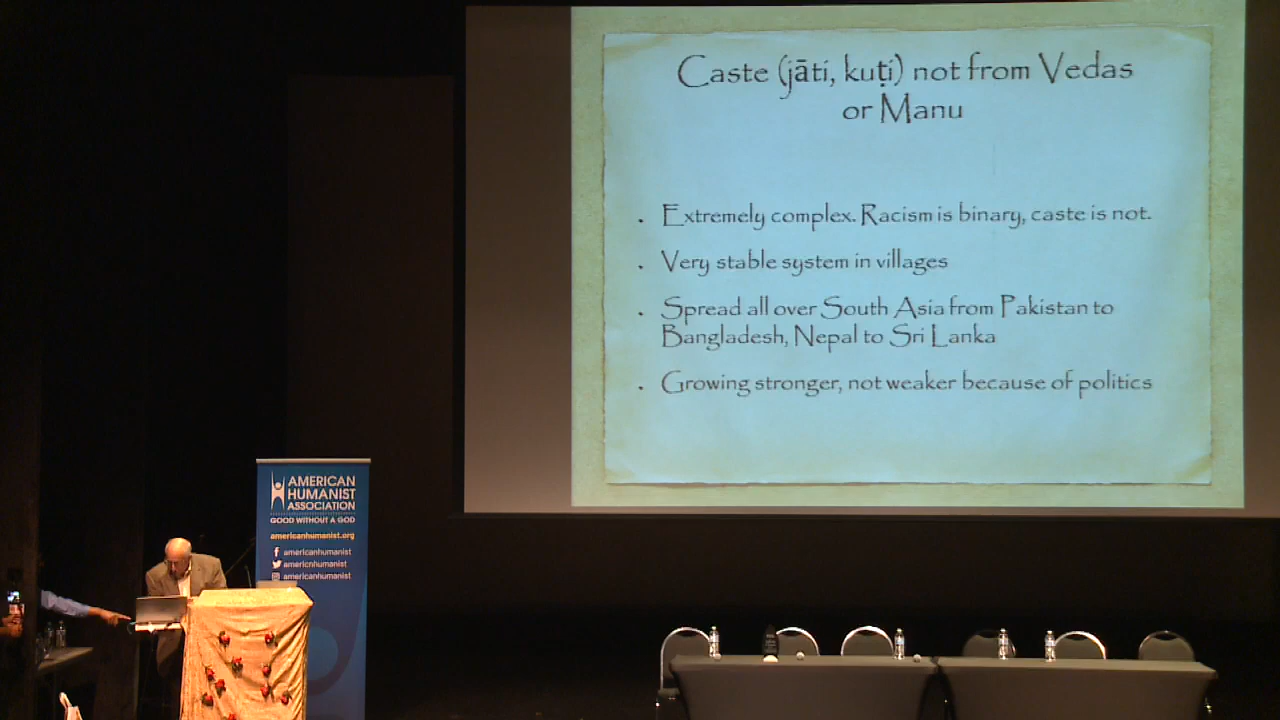 Caste (jāti, kuṭi) not from Vedas
or Manu
. Extremely complex. Racism is binary, caste is not.
. Very stable system in villages
. Spread all over South Asia from Pakistan to
Bangladesh, Nepal to Sri Lanka
. Growing stronger, not weaker because of politics
AMERICAN
HUMANIST
ASSOCIATION
GOOD WITHOUT A GOD
americanhumanist.org
americanhumanist
americnhumanist
americanhumanist